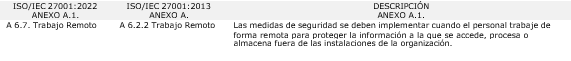 ISO/IEC 27001:2022 ISO/IEC 27001:2013 DESCRIPCIÓN
ANEXO A.1. ANEXO A. ANEXO A.1.
A 6.7. Trabajo Remoto A 6.2.2 Trabajo Remoto Las medidas de seguridad se deben implementar cuando el personal trabaje de
forma remota para proteger la información a la que se accede, procesa o
almacena fuera de las instalaciones de la organización.